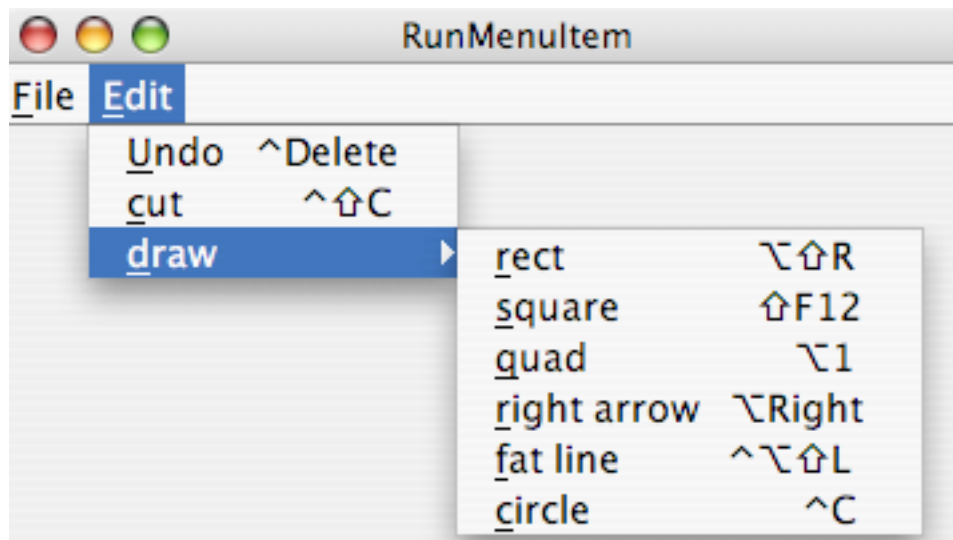 RunMenuItem
File Edit
Undo ^Delete
cut ^⇧C
draw
rect ⌥⇧R
square ⇧F12
quad ⌥1
right arrow ⌥Right
fat line ^⌥⇧L
circle ^C